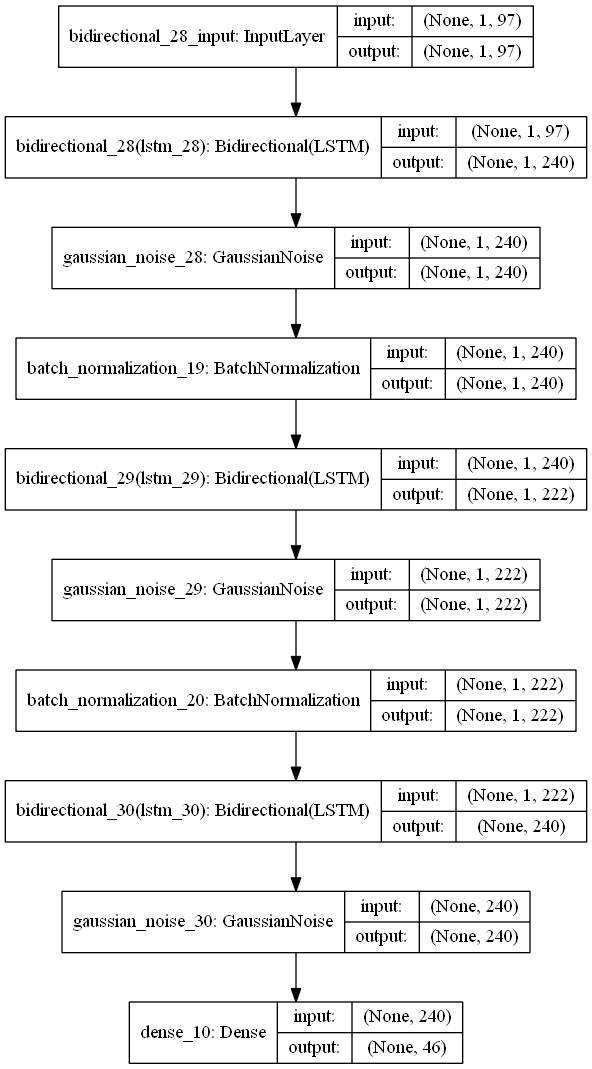 bidirectional_28_input: InputLayer
input: (None, 1, 97)
output: (None, 1, 97)
bidirectional_28(lstm_28): Bidirectional(LSTM)
input: (None, 1, 97)
output: (None, 1, 240)
gaussian_noise_28: GaussianNoise
input: (None, 1, 240)
output: (None, 1, 240)
batch_normalization_19: BatchNormalization
input: (None, 1, 240)
output: (None, 1, 240)
bidirectional_29(lstm_29): Bidirectional(LSTM)
input: (None, 1, 240)
output: (None, 1, 222)
gaussian_noise_29: GaussianNoise
input: (None, 1, 222)
output: (None, 1, 222)
batch_normalization_20: BatchNormalization
input: (None, 1, 222)
output: (None, 1, 222)
bidirectional_30(lstm_30): Bidirectional(LSTM)
input: (None, 1, 222)
output: (None, 240)
gaussian_noise_30: GaussianNoise
input: (None, 240)
output: (None, 240)
dense_10: Dense
input: (None, 240)
output: (None, 46)